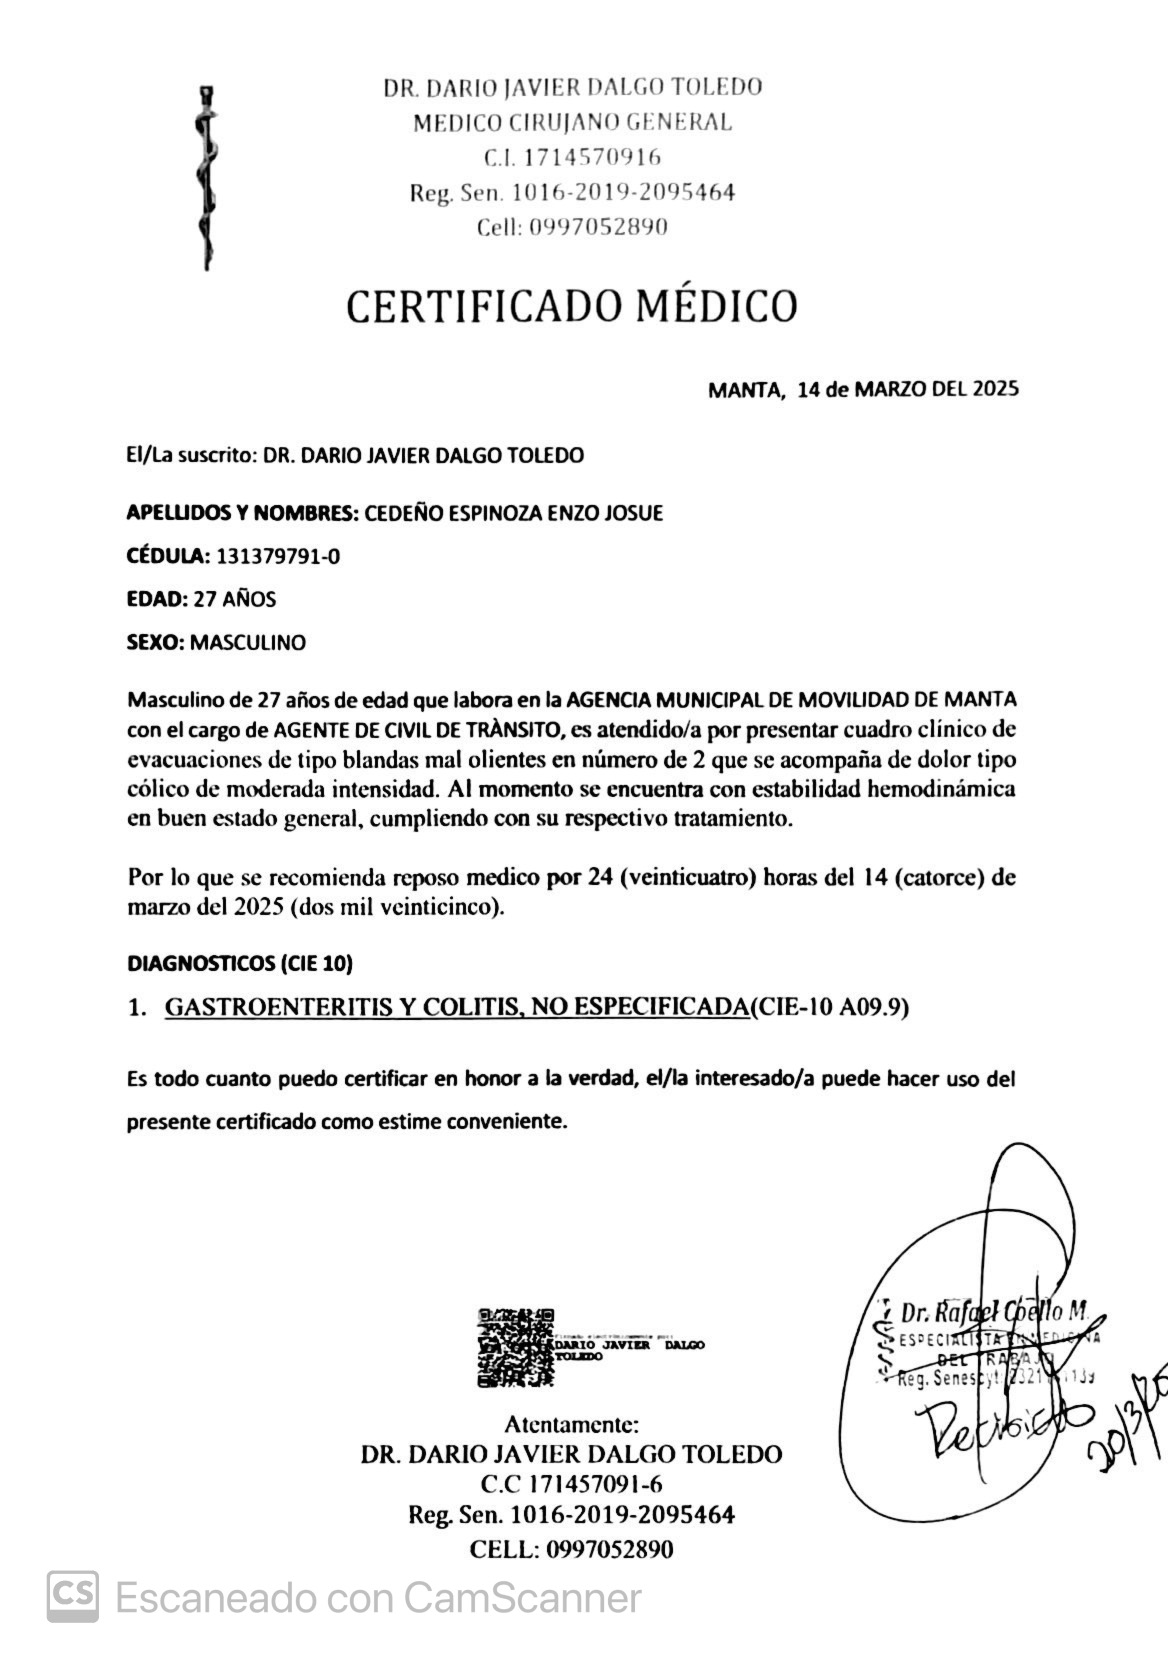 DR. DARIO JAVIER DALGO TOLEDO
MEDICO CIRUJANO GENERAL
C.I. 1714570916
Reg. Sen. 1016-2019-2095464
Cell: 0997052890
CERTIFICADO MÉDICO
MANTA, 14 de MARZO DEL 2025
El/La suscrito: DR. DARIO JAVIER DALGO TOLEDO
APELLIDOS Y NOMBRES: CEDEÑO ESPINOZA ENZO JOSUE
CÉDULA: 131379791-0
EDAD: 27 AÑOS
SEXO: MASCULINO
Masculino de 27 años de edad que labora en la AGENCIA MUNICIPAL DE MOVILIDAD DE MANTA
con el cargo de AGENTE DE CIVIL DE TRÀNSITO, es atendido/a por presentar cuadro clínico de
evacuaciones de tipo blandas mal olientes en número de 2 que se acompaña de dolor tipo
cólico de moderada intensidad. Al momento se encuentra con estabilidad hemodinámica
en buen estado general, cumpliendo con su respectivo tratamiento.
Por lo que se recomienda reposo medico por 24 (veinticuatro) horas del 14 (catorce) de
marzo del 2025 (dos mil veinticinco).
DIAGNOSTICOS (CIE 10)
1. GASTROENTERITIS Y COLITIS, NO ESPECIFICADA(CIE-10 A09.9)
Es todo cuanto puedo certificar en honor a la verdad, el/la interesado/a puede hacer uso del
presente certificado como estime conveniente.
Firmado electrónicamente por:
DARIO JAVIER DALGO
TOLEDO
Dr. Rafael Coello M.
ESPECIALISTA EN MEDICINA
DEL TRABAJO
Reg. Senescyt:
20/3/25
Atentamente:
DR. DARIO JAVIER DALGO TOLEDO
C.C 171457091-6
Reg. Sen. 1016-2019-2095464
CELL: 0997052890
CS Escaneado con CamScanner